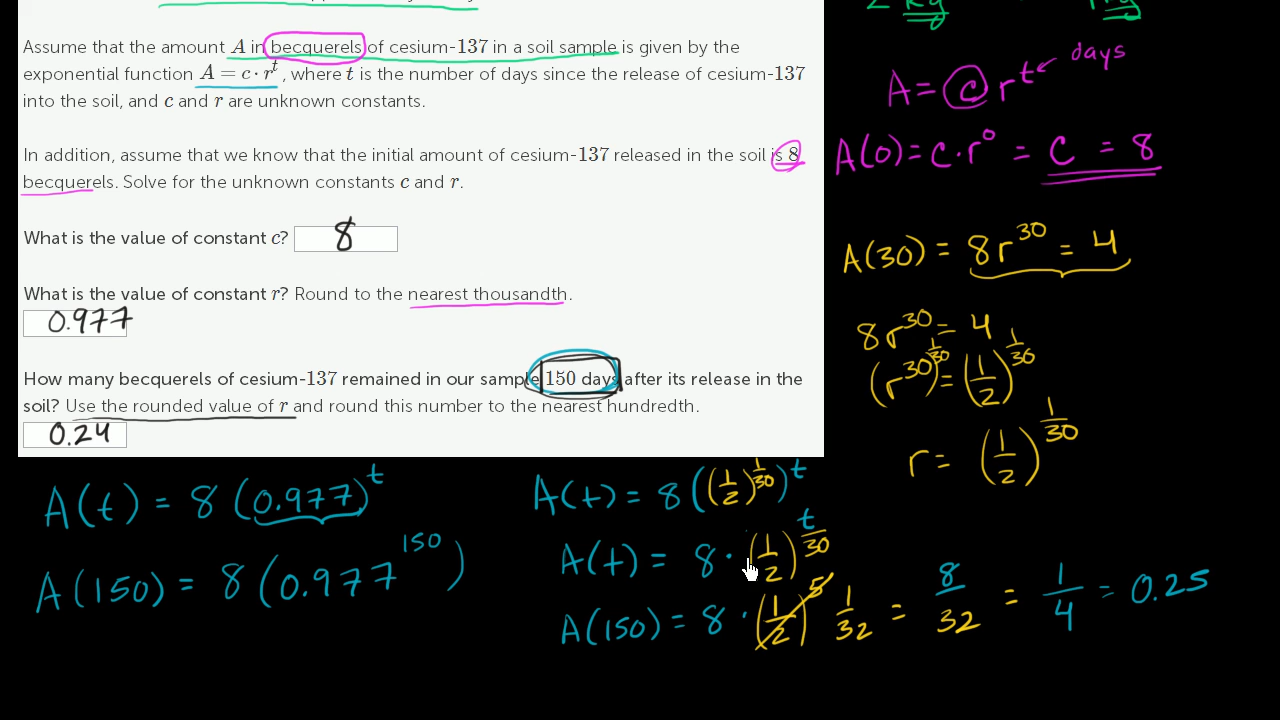 Assume that the amount A in becquerels of cesium-137 in a soil sample is given by the
exponential function A = c · r^t, where t is the number of days since the release of cesium-137
into the soil, and c and r are unknown constants.
In addition, assume that we know that the initial amount of cesium-137 released in the soil is 8
becquerels. Solve for the unknown constants c and r.
What is the value of constant c? 8
What is the value of constant r? Round to the nearest thousandth.
0.977
How many becquerels of cesium-137 remained in our sample 150 days after its release in the
soil? Use the rounded value of r and round this number to the nearest hundredth.
0.24
A = c r^t days
A(0) = c · r^0 = c = 8
A(30) = 8r^30 = 4
8r^30 = 4
(r^30)^1/30 = (1/2)^1/30
r = (1/2)^1/30
A(t) = 8(0.977)^t
A(150) = 8(0.977^150)
A(t) = 8((1/2)^1/30)^t
A(t) = 8 · (1/2)^t/30
A(150) = 8 · (1/2)^5 1/32 = 8/32 = 1/4 = 0.25